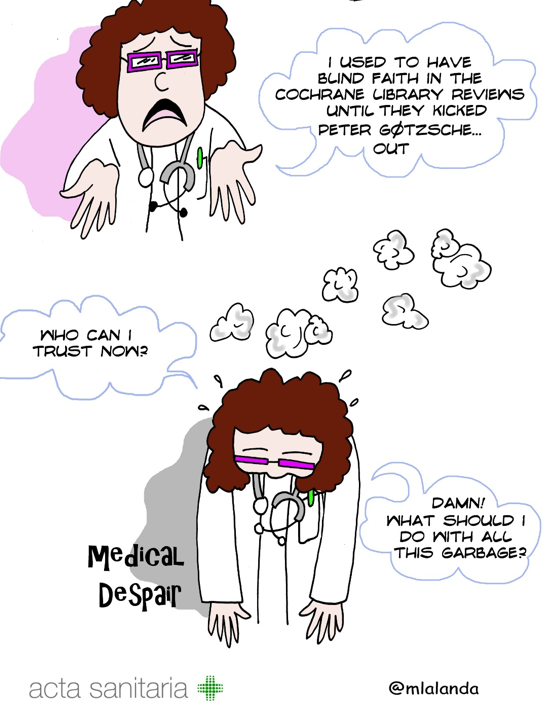 I USED TO HAVE
BLIND FAITH IN THE
COCHRANE LIBRARY REVIEWS
UNTIL THEY KICKED
PETER GØTZSCHE...
OUT
WHO CAN I
TRUST NOW?
DAMN!
WHAT SHOULD I
DO WITH ALL
THIS GARBAGE?
Medical
Despair
acta sanitaria
@mlalanda